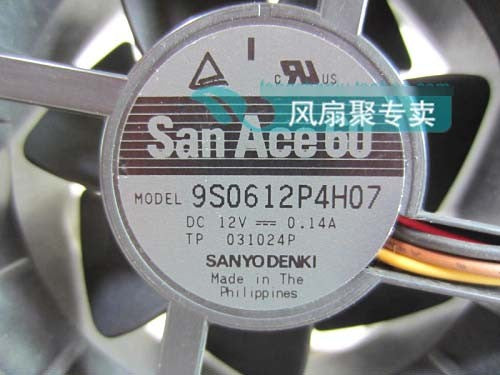 I
c UR US
风扇聚专卖
San Ace 60
MODEL 9S0612P4H07
DC 12V ⎓ 0.14A
TP 031024P
SANYO DENKI
Made in The
Philippines